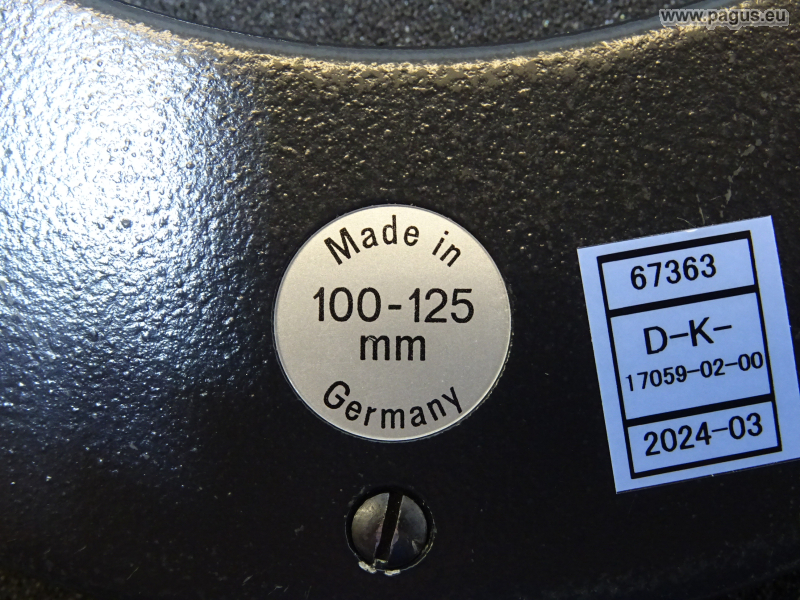 www.pagus.eu
Made in
100-125
mm
Germany
67363
D-K-
17059-02-00
2024-03